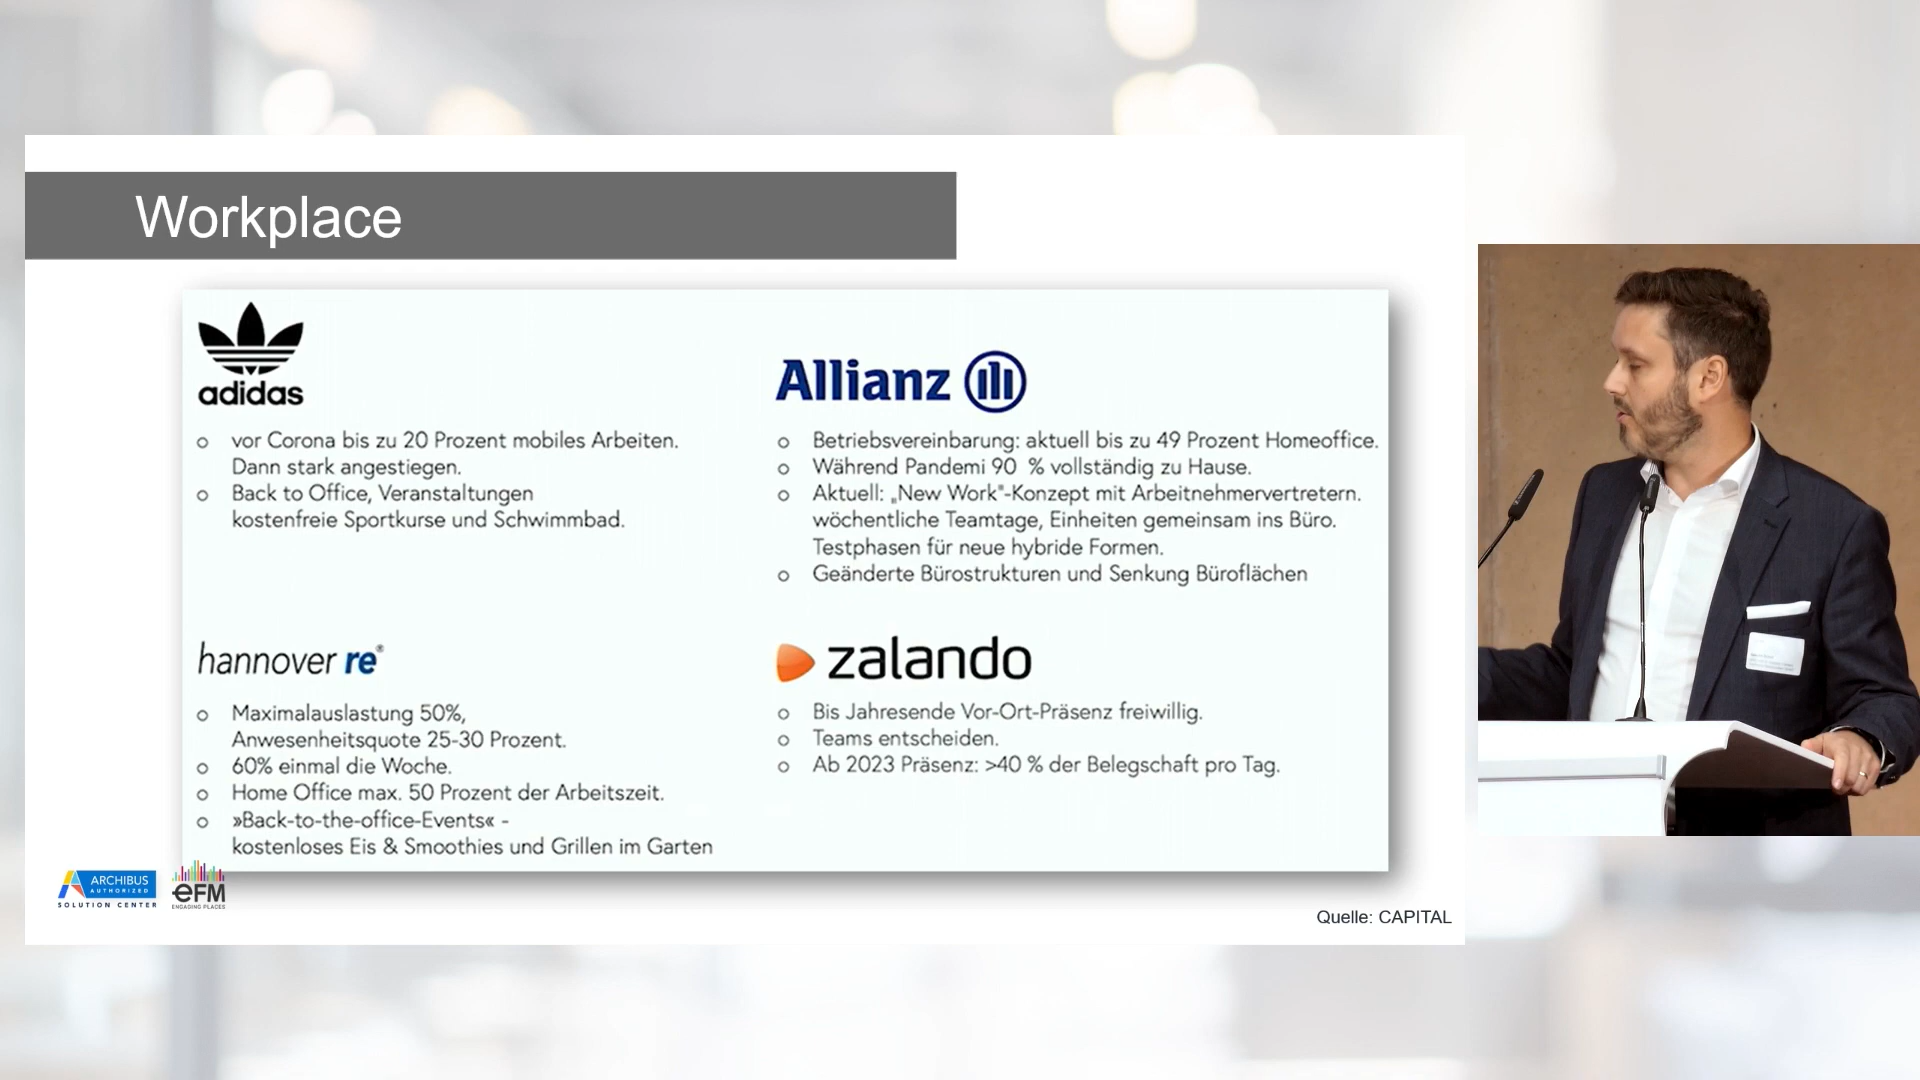 Workplace
adidas
vor Corona bis zu 20 Prozent mobiles Arbeiten.
Dann stark angestiegen.
Back to Office, Veranstaltungen
kostenfreie Sportkurse und Schwimmbad.
Allianz
Betriebsvereinbarung: aktuell bis zu 49 Prozent Homeoffice.
Während Pandemi 90 % vollständig zu Hause.
Aktuell: „New Work"-Konzept mit Arbeitnehmervertretern.
wöchentliche Teamtage, Einheiten gemeinsam ins Büro.
Testphasen für neue hybride Formen.
Geänderte Bürostrukturen und Senkung Büroflächen
hannover re®
Maximalauslastung 50%,
Anwesenheitsquote 25-30 Prozent.
60% einmal die Woche.
Home Office max. 50 Prozent der Arbeitszeit.
»Back-to-the-office-Events« -
kostenloses Eis & Smoothies und Grillen im Garten
zalando
Bis Jahresende Vor-Ort-Präsenz freiwillig.
Teams entscheiden.
Ab 2023 Präsenz: >40 % der Belegschaft pro Tag.
ARCHIBUS
AUTHORIZED
SOLUTION CENTER
eFM
ENGAGING PLACES
Quelle: CAPITAL